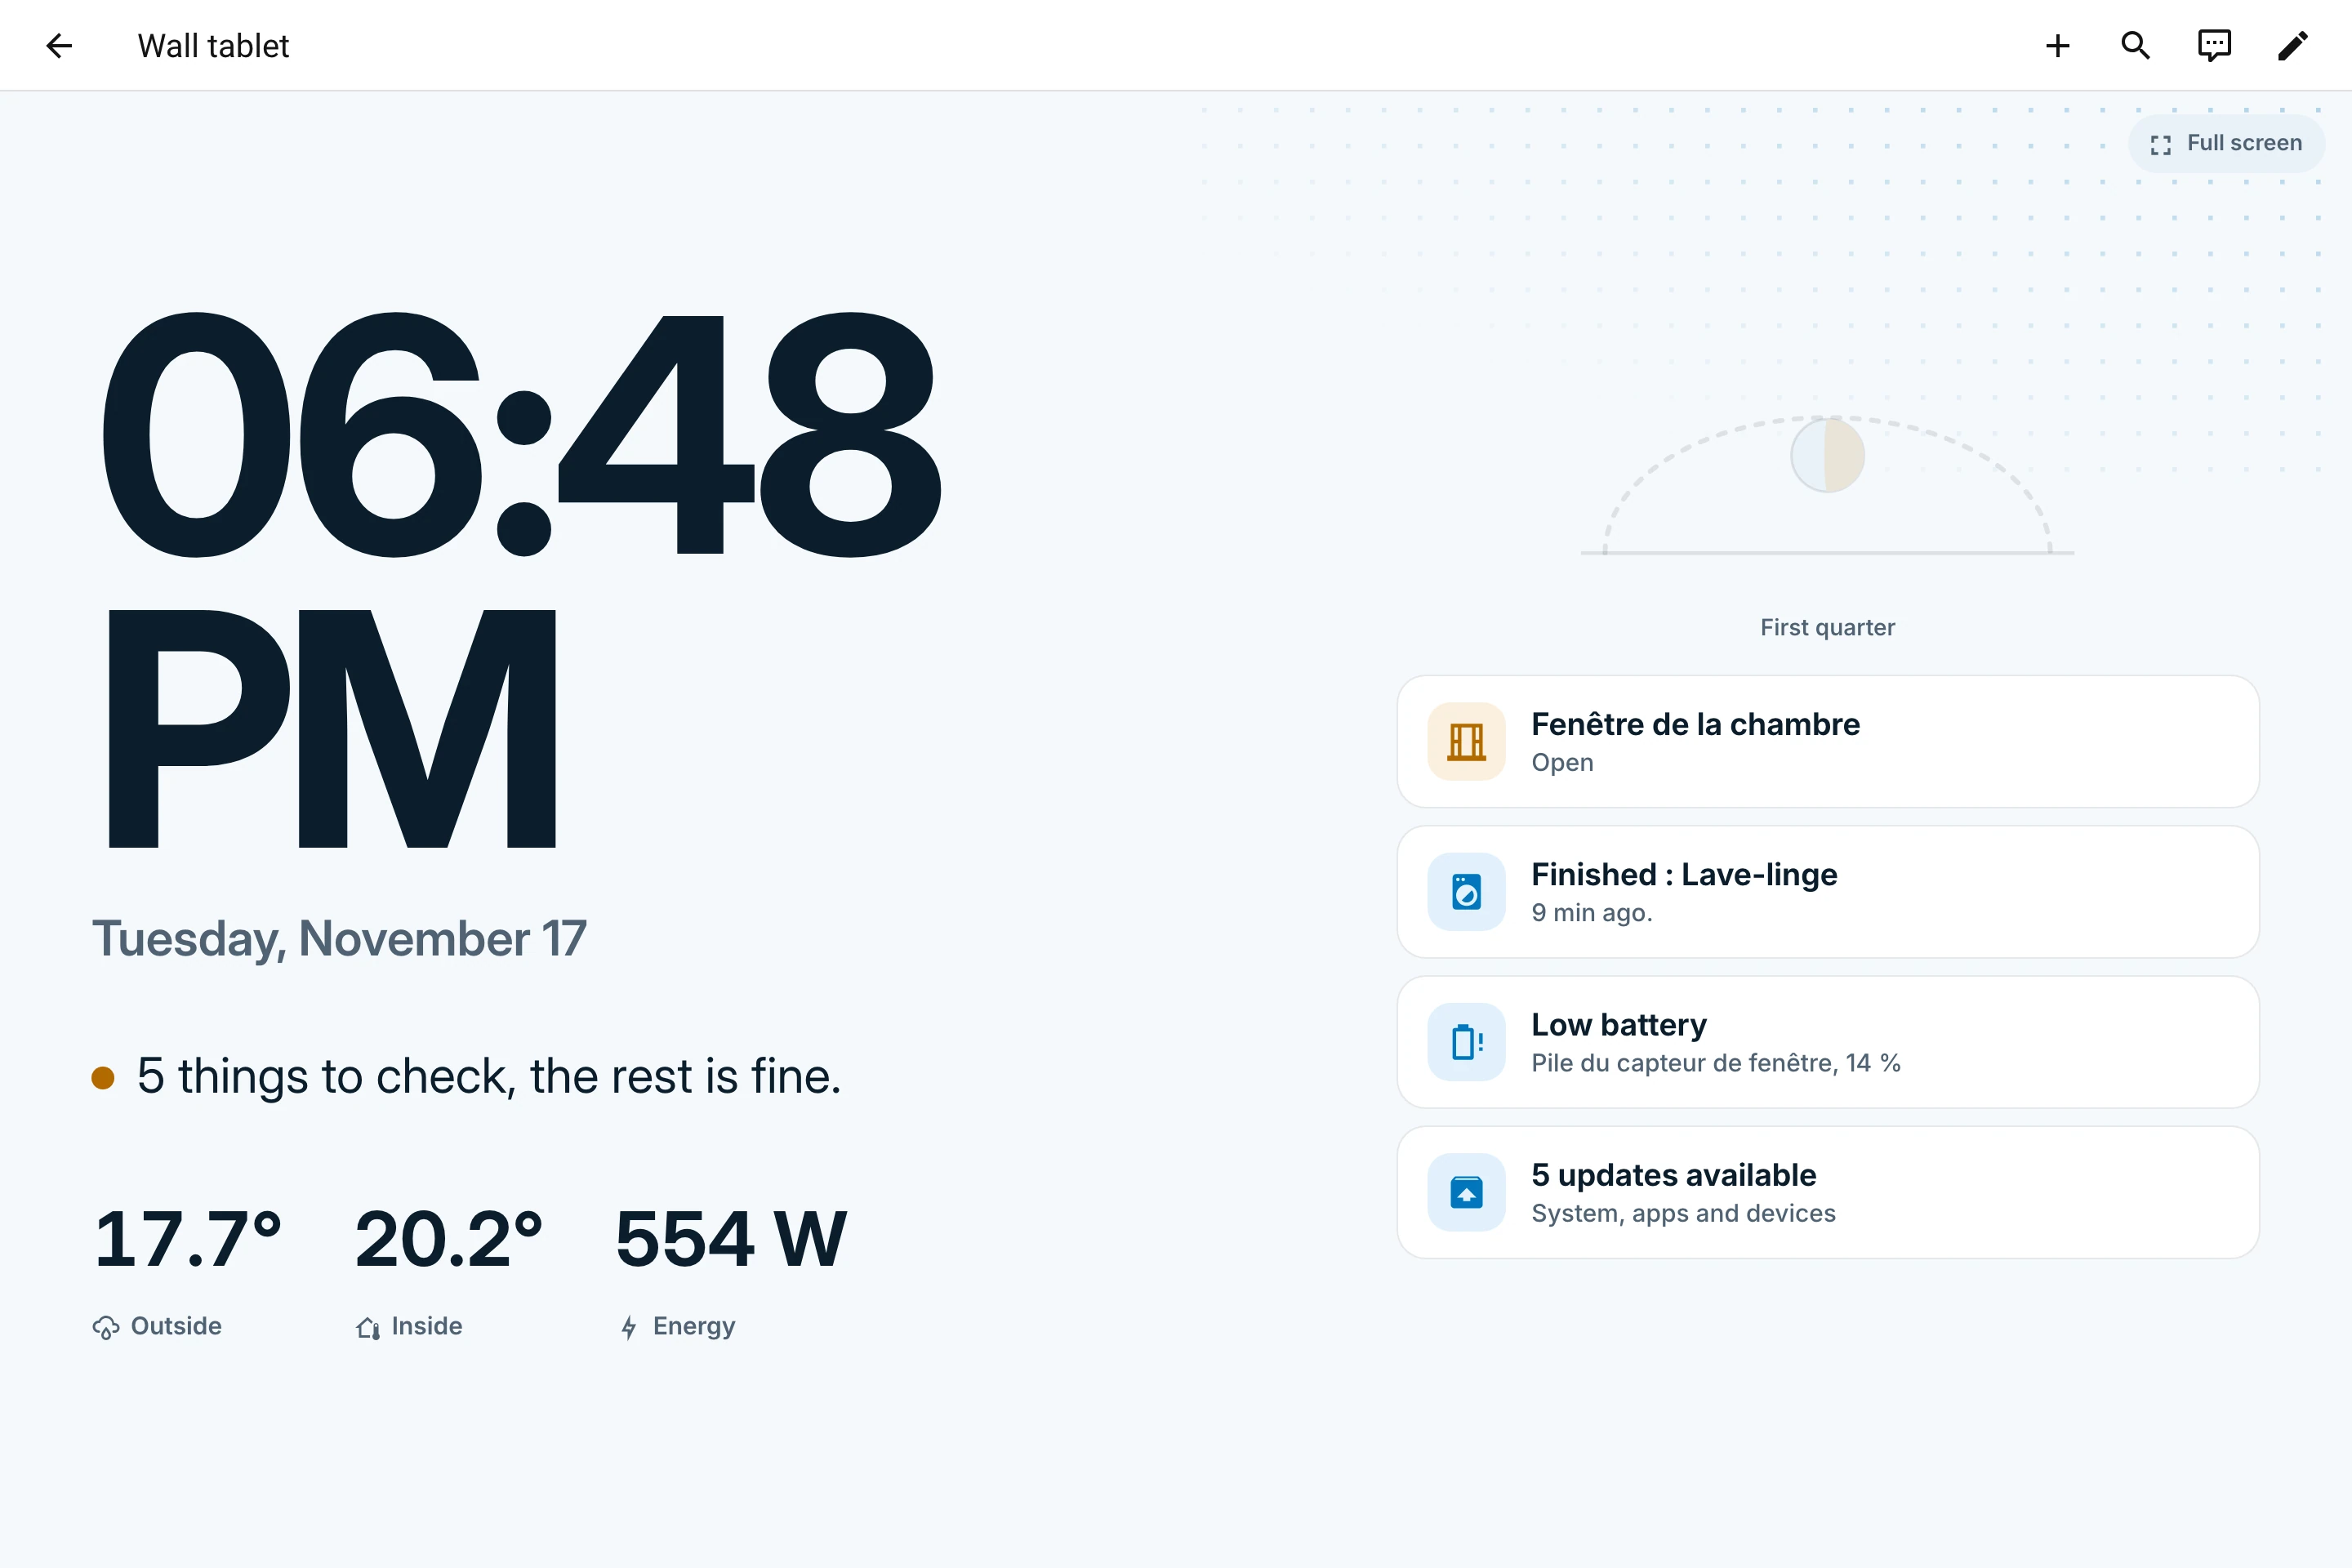 Wall tablet
Full screen
06:48
PM
Tuesday, November 17
5 things to check, the rest is fine.
17.7° 20.2° 554 W
Outside Inside Energy
First quarter
Fenêtre de la chambre
Open
Finished : Lave-linge
9 min ago.
Low battery
Pile du capteur de fenêtre, 14 %
5 updates available
System, apps and devices